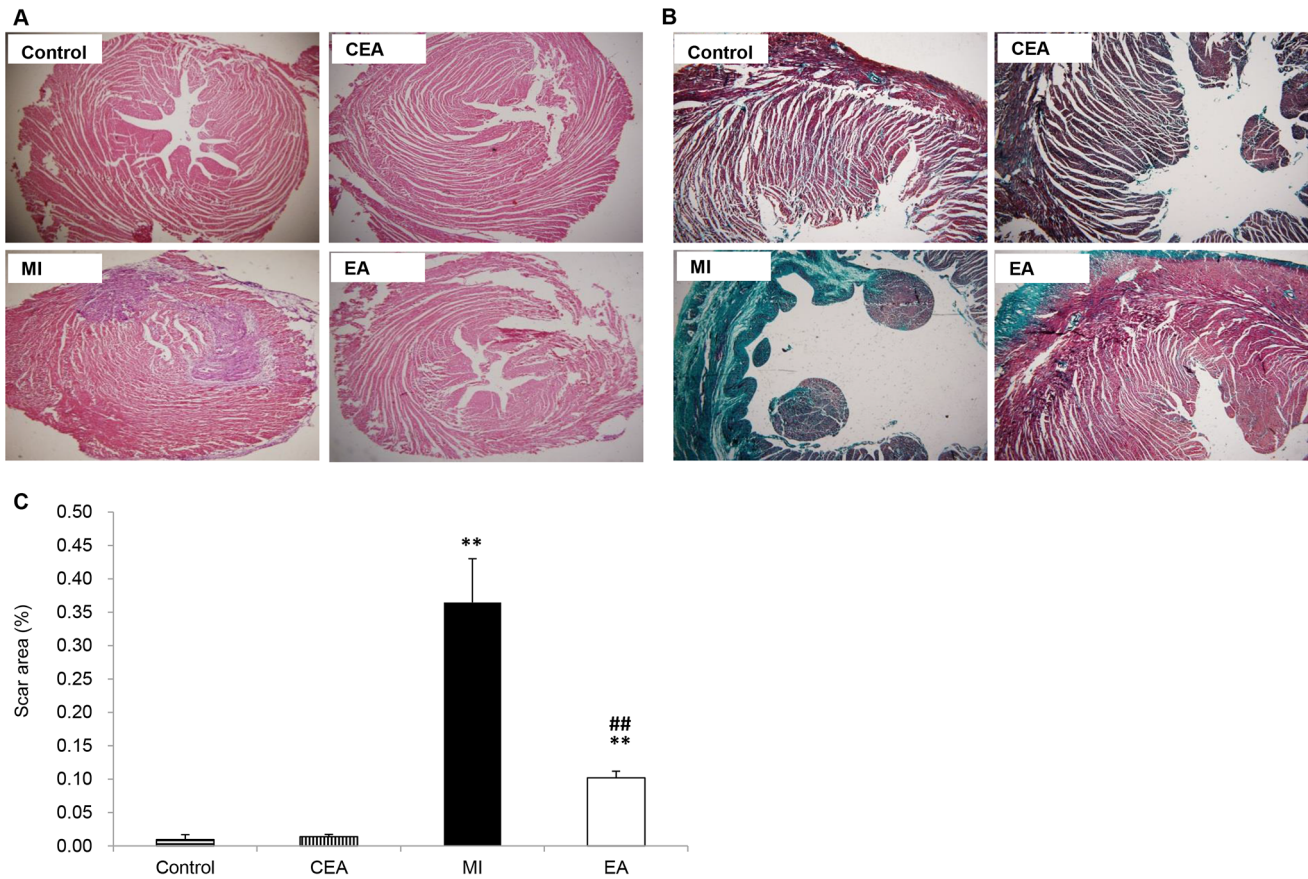 A
B
Control
CEA
Control
CEA
MI
EA
MI
EA
C
Scar area (%)
0.50
0.45
0.40
0.35
0.30
0.25
0.20
0.15
0.10
0.05
0.00
**
##
**
Control
CEA
MI
EA